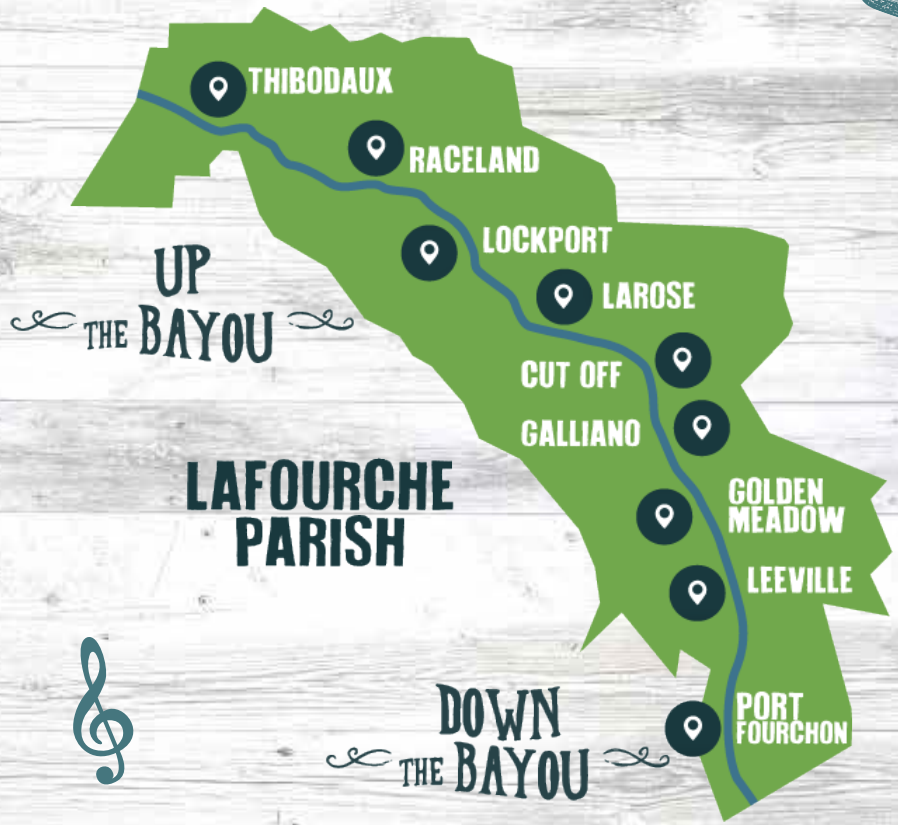 THIBODAUX
RACELAND
LOCKPORT
UP
THE BAYOU
LAROSE
CUT OFF
GALLIANO
LAFOURCHE
PARISH
GOLDEN
MEADOW
LEEVILLE
DOWN
THE BAYOU
PORT
FOURCHON